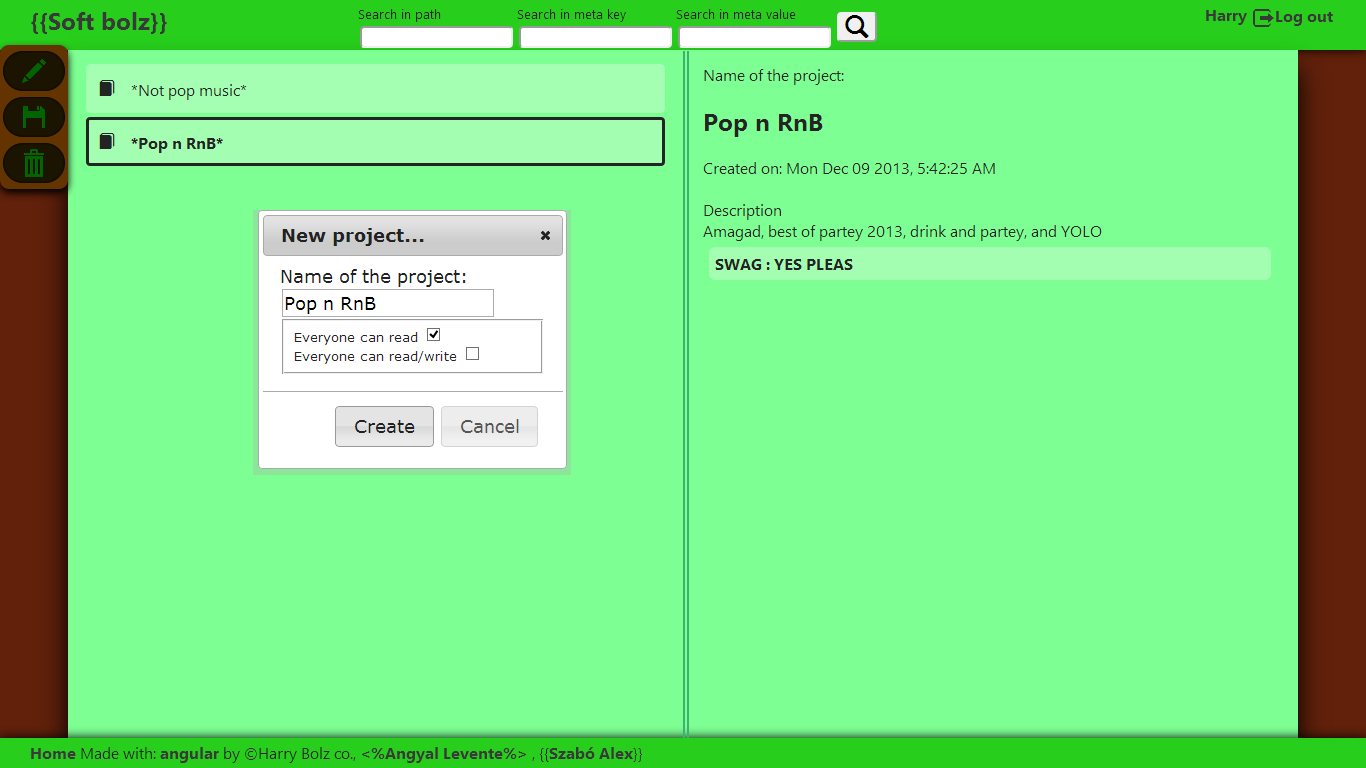 {{Soft bolz}}
Search in path
Search in meta key
Search in meta value
Harry Log out
*Not pop music*
*Pop n RnB*
New project...
Name of the project:
Pop n RnB
Everyone can read
Everyone can read/write
Create Cancel
Name of the project:
Pop n RnB
Created on: Mon Dec 09 2013, 5:42:25 AM
Description
Amagad, best of partey 2013, drink and partey, and YOLO
SWAG : YES PLEAS
Home Made with: angular by ©Harry Bolz co., <%Angyal Levente%> , {{Szabó Alex}}